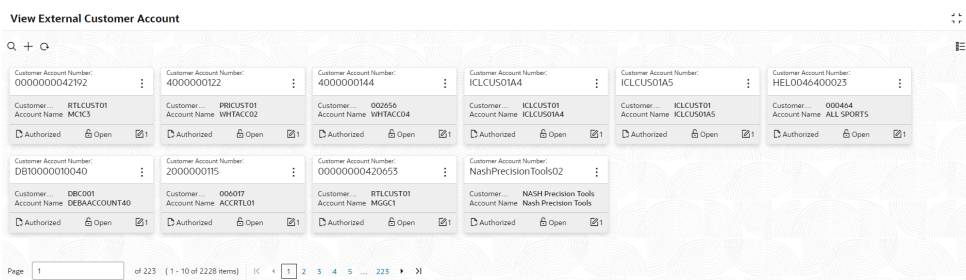 View External Customer Account
Customer Account Number: Customer Account Number: Customer Account Number: Customer Account Number: Customer Account Number: Customer Account Number:
0000000042192 4000000122 4000000144 ICLCUS01A4 ICLCUS01A5 HEL0046400023
Customer... RTLCUST01 Customer... PRICUST01 Customer... 002656 Customer... ICLCUST01 Customer... ICLCUST01 Customer... 000464
Account Name MC1C3 Account Name WHTACC02 Account Name WHTACC04 Account Name ICLCUS01A4 Account Name ICLCUS01A5 Account Name ALL SPORTS
Authorized Open 1 Authorized Open 1 Authorized Open 1 Authorized Open 1 Authorized Open 1 Authorized Open 1
Customer Account Number: Customer Account Number: Customer Account Number: Customer Account Number:
DB10000010040 2000000115 00000000420653 NashPrecisionTools02
Customer... DBC001 Customer... 006017 Customer... RTLCUST01 Customer... NASH Precision Tools
Account Name DEBAACCOUNT40 Account Name ACCRTL01 Account Name MGGC1 Account Name Nash Precision Tools
Authorized Open 1 Authorized Open 1 Authorized Open 1 Authorized Open 1
Page 1 of 223 (1 - 10 of 2228 items) 1 2 3 4 5 ... 223